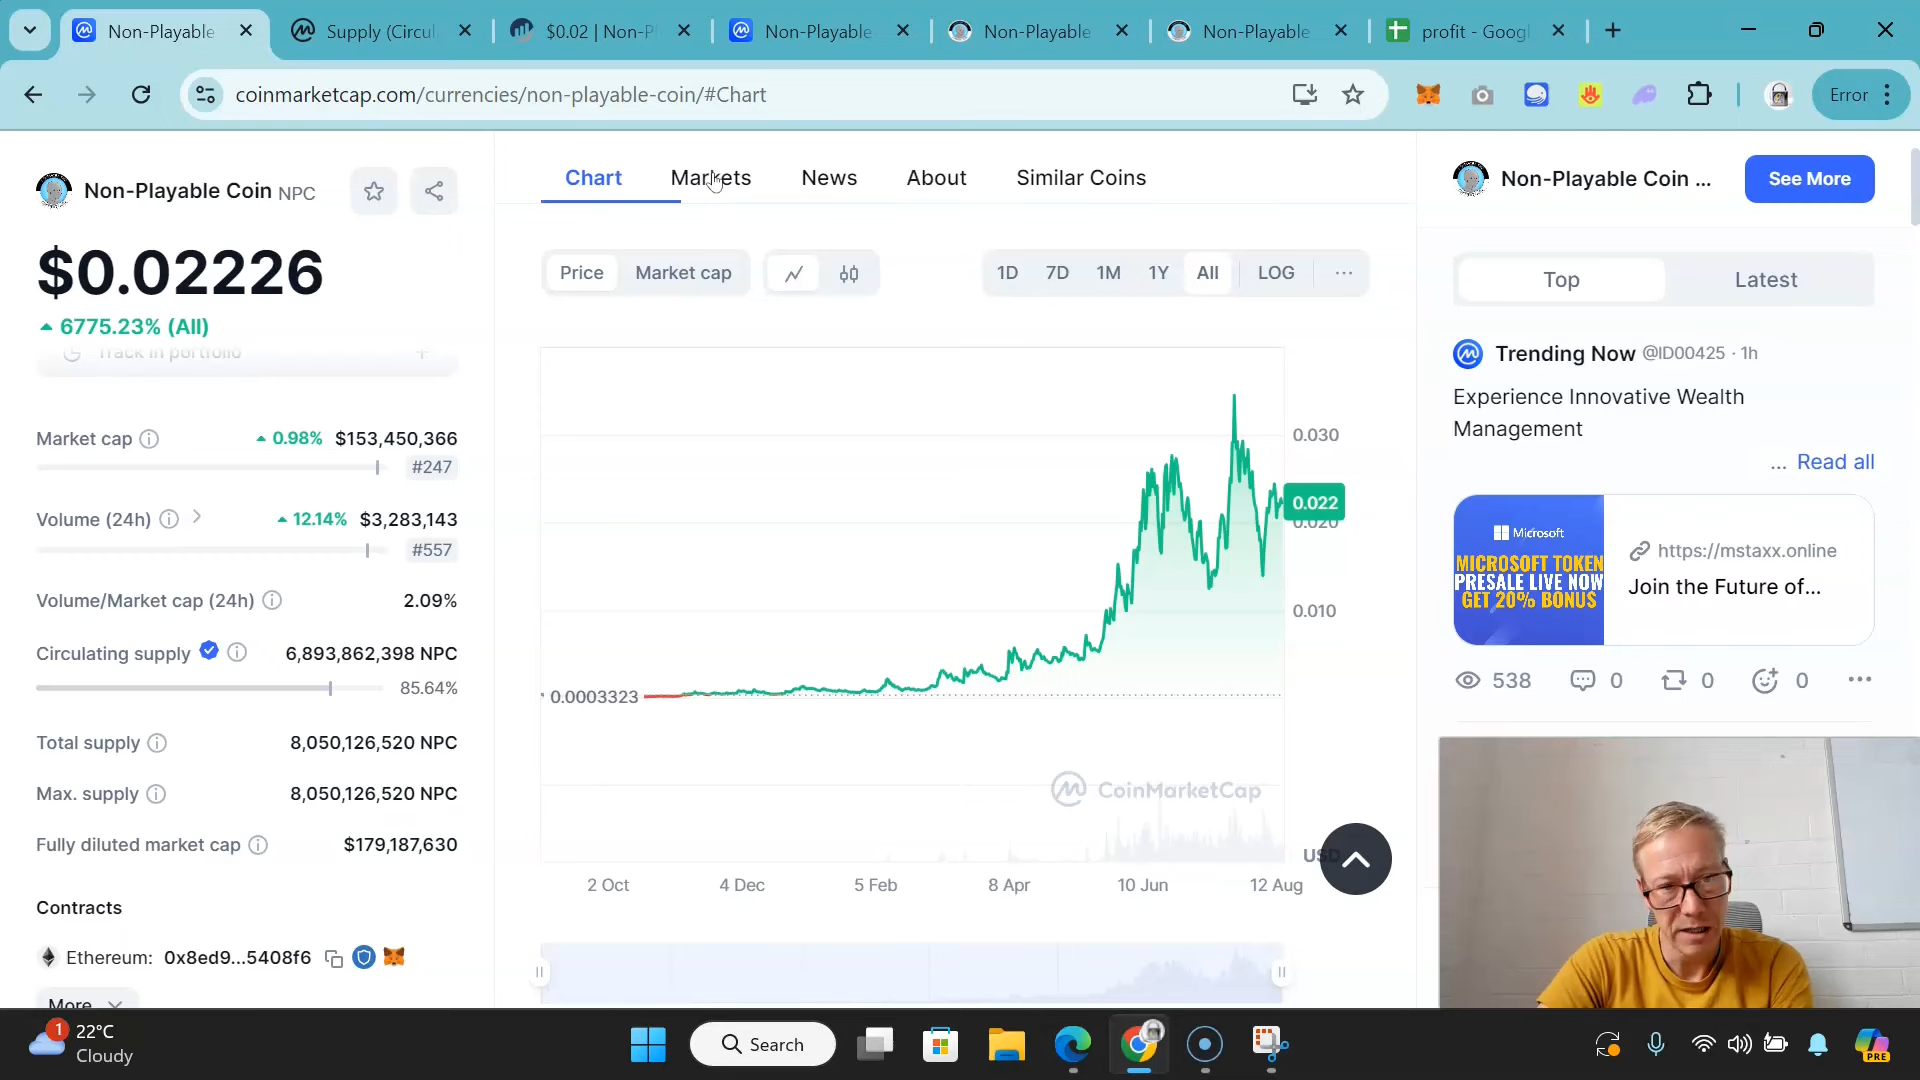 Non-Playable
Supply (Circul
$0.02 | Non-P
Non-Playable
Non-Playable
Non-Playable
profit - Googl
coinmarketcap.com/currencies/non-playable-coin/#Chart
Error
Non-Playable Coin NPC
$0.02226
6775.23% (All)
Track in portfolio
Market cap
0.98% $153,450,366
#247
Volume (24h)
12.14% $3,283,143
#557
Volume/Market cap (24h)
2.09%
Circulating supply
6,893,862,398 NPC
85.64%
Total supply
8,050,126,520 NPC
Max. supply
8,050,126,520 NPC
Fully diluted market cap
$179,187,630
Contracts
Ethereum: 0x8ed9...5408f6
More
Chart
Markets
News
About
Similar Coins
Price
Market cap
1D
7D
1M
1Y
All
LOG
...
0.030
0.022
0.020
0.010
0.0003323
CoinMarketCap
USD
2 Oct
4 Dec
5 Feb
8 Apr
10 Jun
12 Aug
Non-Playable Coin ...
See More
Top
Latest
Trending Now @ID00425 · 1h
Experience Innovative Wealth
Management
... Read all
Microsoft
MICROSOFT TOKEN
PRESALE LIVE NOW
GET 20% BONUS
https://mstaxx.online
Join the Future of...
538
0
0
0
1
22°C
Cloudy
Search
PRE